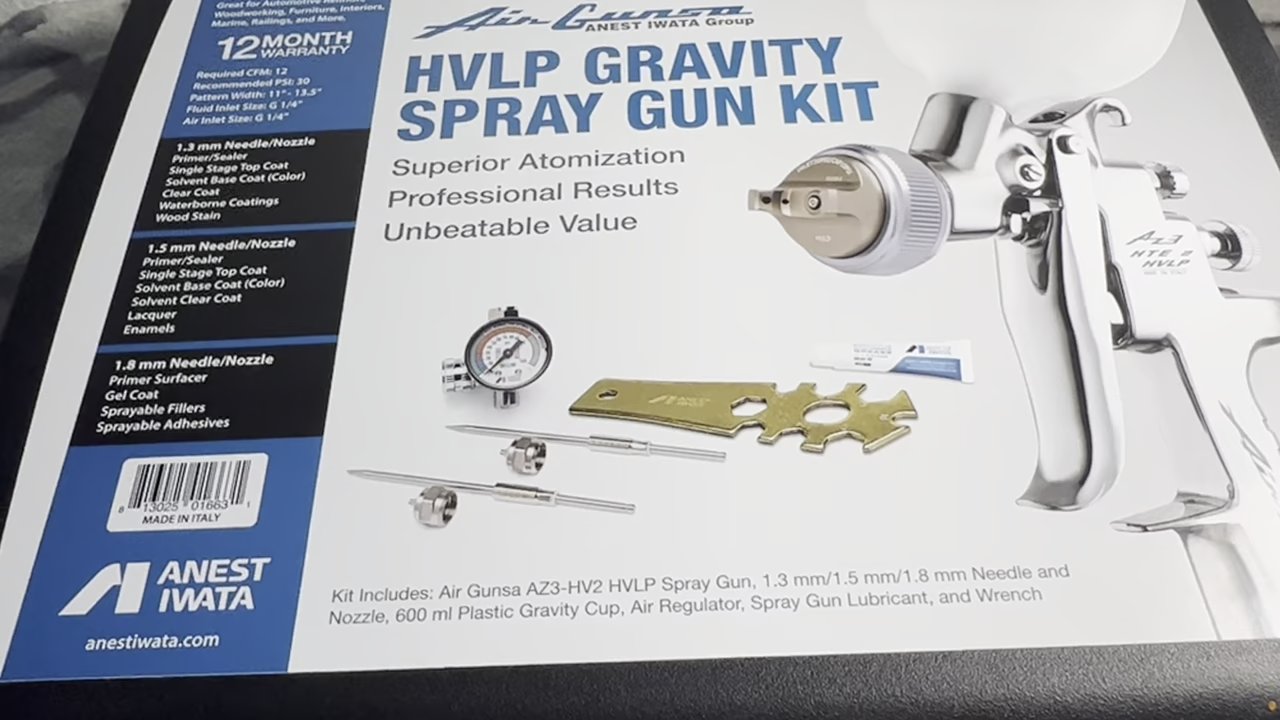 Great for Automotive
Woodworking, Furniture, Interiors,
Marine, Railings, and More.
12 MONTH
WARRANTY
Required CFM: 12
Recommended PSI: 30
Pattern Width: 11" - 13.5"
Fluid Inlet Size: G 1/4"
Air Inlet Size: G 1/4"
1.3 mm Needle/Nozzle
Primer/Sealer
Single Stage Top Coat
Solvent Base Coat (Color)
Clear Coat
Waterborne Coatings
Wood Stain
1.5 mm Needle/Nozzle
Primer/Sealer
Single Stage Top Coat
Solvent Base Coat (Color)
Solvent Clear Coat
Lacquer
Enamels
1.8 mm Needle/Nozzle
Primer Surfacer
Gel Coat
Sprayable Fillers
Sprayable Adhesives
8 13025 01663 1
MADE IN ITALY
ANEST
IWATA
anestiwata.com
Air Gunsa
ANEST IWATA Group
HVLP GRAVITY
SPRAY GUN KIT
Superior Atomization
Professional Results
Unbeatable Value
AZ3
HTE 2
HVLP
MADE IN ITALY
ANEST
IWATA
Kit Includes: Air Gunsa AZ3-HV2 HVLP Spray Gun, 1.3 mm/1.5 mm/1.8 mm Needle and
Nozzle, 600 ml Plastic Gravity Cup, Air Regulator, Spray Gun Lubricant, and Wrench